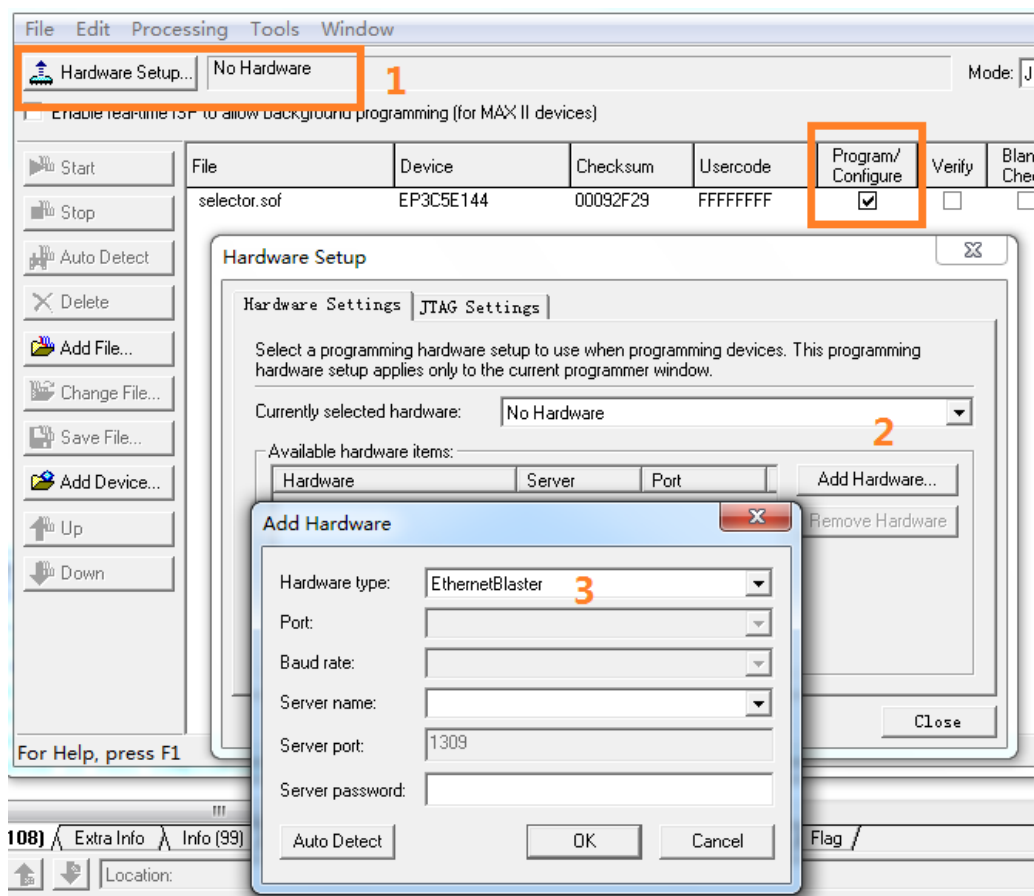 File Edit Processing Tools Window
Hardware Setup... No Hardware 1 Mode: J
Enable real-time ISP to allow background programming (for MAX II devices)
Start
Stop
Auto Detect
Delete
Add File...
Change File...
Save File...
Add Device...
Up
Down
File Device Checksum Usercode Program/ Configure Verify Blan Chec
selector.sof EP3C5E144 00092F29 FFFFFFFF
Hardware Setup
Hardware Settings JTAG Settings
Select a programming hardware setup to use when programming devices. This programming
hardware setup applies only to the current programmer window.
Currently selected hardware: No Hardware
2
Available hardware items:
Hardware Server Port Add Hardware...
Remove Hardware
Close
Add Hardware
Hardware type: EthernetBlaster 3
Port:
Baud rate:
Server name:
Server port: 1309
Server password:
Auto Detect OK Cancel
For Help, press F1
108) Extra Info Info (99) Flag
Location: